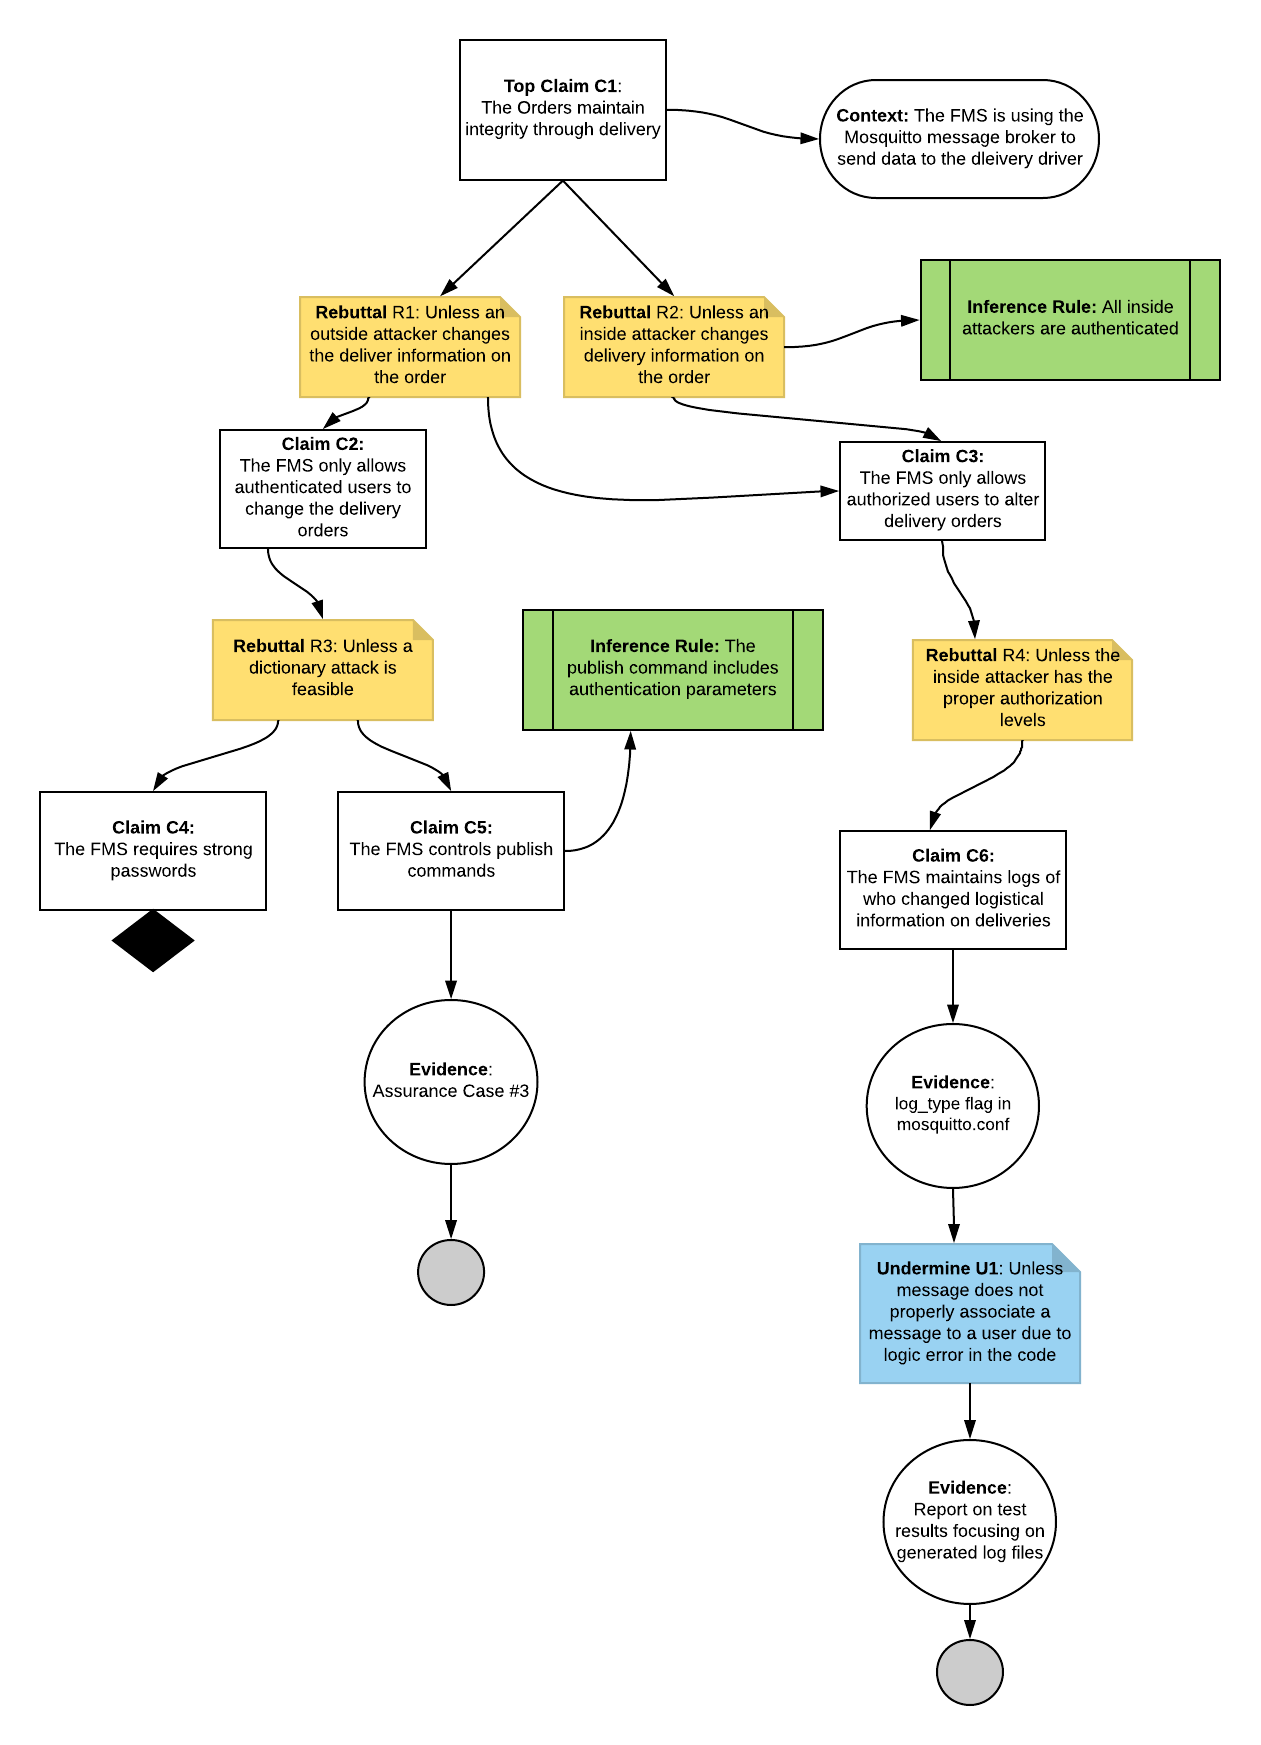 Top Claim C1:
The Orders maintain
integrity through delivery
Context: The FMS is using the
Mosquitto message broker to
send data to the dleivery driver
Inference Rule: All inside
attackers are authenticated
Rebuttal R1: Unless an
outside attacker changes
the deliver information on
the order
Rebuttal R2: Unless an
inside attacker changes
delivery information on
the order
Claim C2:
The FMS only allows
authenticated users to
change the delivery
orders
Claim C3:
The FMS only allows
authorized users to alter
delivery orders
Rebuttal R3: Unless a
dictionary attack is
feasible
Inference Rule: The
publish command includes
authentication parameters
Rebuttal R4: Unless the
inside attacker has the
proper authorization
levels
Claim C4:
The FMS requires strong
passwords
Claim C5:
The FMS controls publish
commands
Claim C6:
The FMS maintains logs of
who changed logistical
information on deliveries
Evidence:
Assurance Case #3
Evidence:
log_type flag in
mosquitto.conf
Undermine U1: Unless
message does not
properly associate a
message to a user due to
logic error in the code
Evidence:
Report on test
results focusing on
generated log files